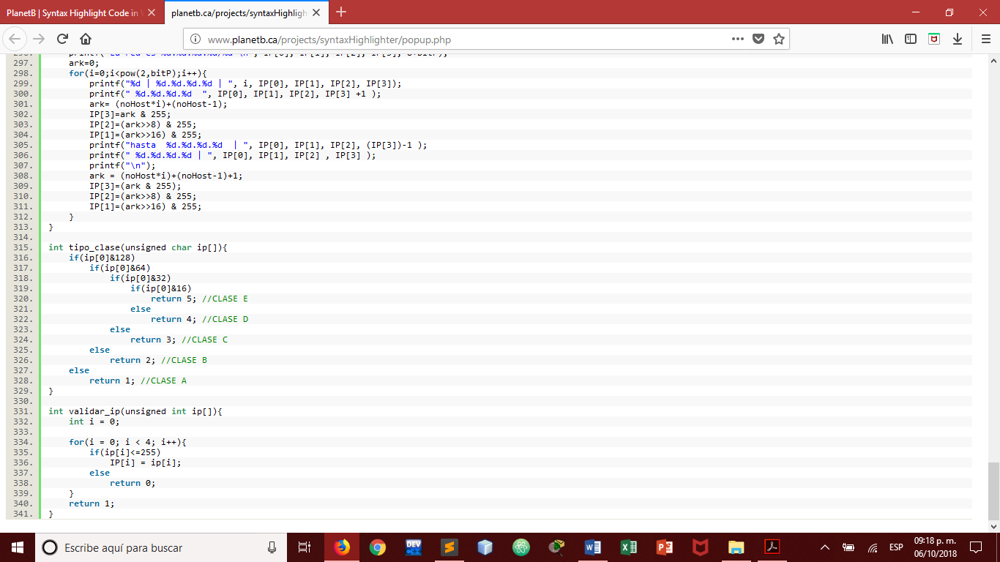 PlanetB | Syntax Highlight Code in
planetb.ca/projects/syntaxHighligh
www.planetb.ca/projects/syntaxHighlighter/popup.php
297. ark=0;
298. for(i=0;i<pow(2,bitP);i++){
299. printf("%d | %d.%d.%d.%d | ", i, IP[0], IP[1], IP[2], IP[3]);
300. printf(" %d.%d.%d.%d  ", IP[0], IP[1], IP[2], IP[3] +1 );
301. ark= (noHost*i)+(noHost-1);
302. IP[3]=ark & 255;
303. IP[2]=(ark>>8) & 255;
304. IP[1]=(ark>>16) & 255;
305. printf("hasta  %d.%d.%d.%d  | ", IP[0], IP[1], IP[2], (IP[3])-1 );
306. printf(" %d.%d.%d.%d | ", IP[0], IP[1], IP[2] , IP[3] );
307. printf("\n");
308. ark = (noHost*i)+(noHost-1)+1;
309. IP[3]=(ark & 255);
310. IP[2]=(ark>>8) & 255;
311. IP[1]=(ark>>16) & 255;
312. }
313. }
314.
315. int tipo_clase(unsigned char ip[]){
316. if(ip[0]&128)
317. if(ip[0]&64)
318. if(ip[0]&32)
319. if(ip[0]&16)
320. return 5; //CLASE E
321. else
322. return 4; //CLASE D
323. else
324. return 3; //CLASE C
325. else
326. return 2; //CLASE B
327. else
328. return 1; //CLASE A
329. }
330.
331. int validar_ip(unsigned int ip[]){
332. int i = 0;
333.
334. for(i = 0; i < 4; i++){
335. if(ip[i]<=255)
336. IP[i] = ip[i];
337. else
338. return 0;
339. }
340. return 1;
341. }
Escribe aquí para buscar
DEV
ESP
09:18 p. m.
06/10/2018